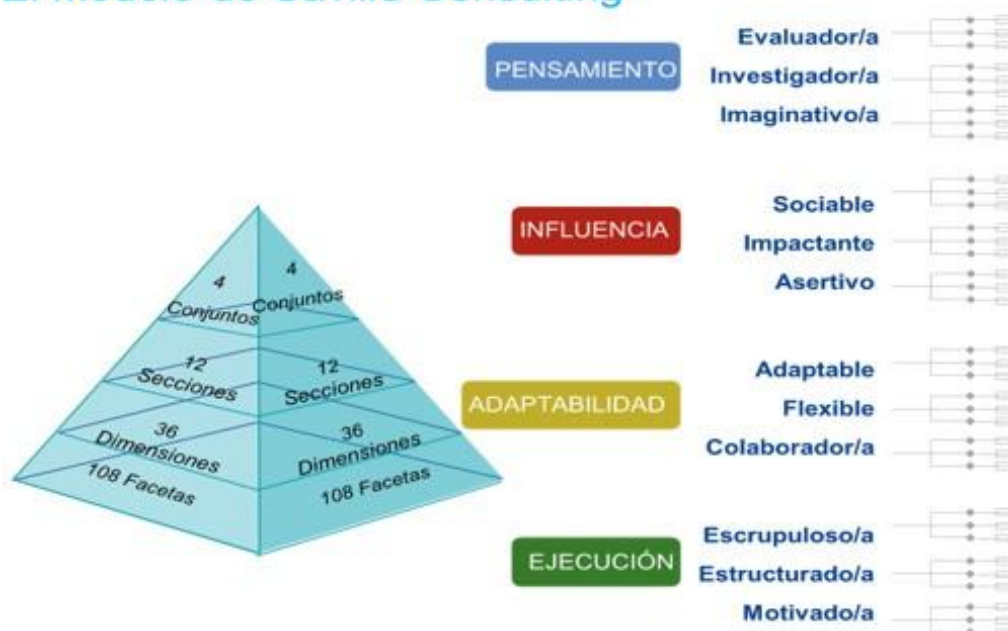 PENSAMIENTO
Evaluador/a
Investigador/a
Imaginativo/a
INFLUENCIA
Sociable
Impactante
Asertivo
ADAPTABILIDAD
Adaptable
Flexible
Colaborador/a
EJECUCIÓN
Escrupuloso/a
Estructurado/a
Motivado/a
4
Conjuntos
12
Secciones
36
Dimensiones
108 Facetas
4
Conjuntos
12
Secciones
36
Dimensiones
108 Facetas